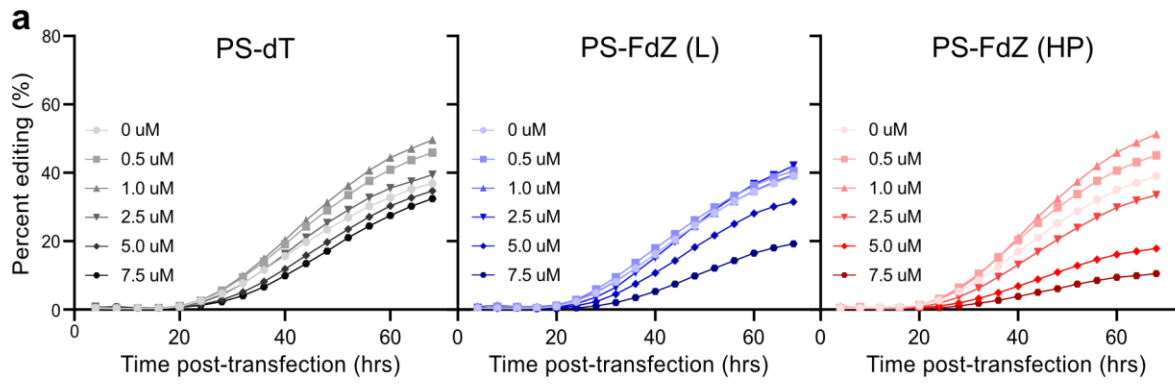 a
PS-dT
PS-FdZ (L)
PS-FdZ (HP)
Percent editing (%)
80
60
40
20
0
0 uM
0.5 uM
1.0 uM
2.5 uM
5.0 uM
7.5 uM
0 uM
0.5 uM
1.0 uM
2.5 uM
5.0 uM
7.5 uM
0 uM
0.5 uM
1.0 uM
2.5 uM
5.0 uM
7.5 uM
0 20 40 60
0 20 40 60
0 20 40 60
Time post-transfection (hrs)
Time post-transfection (hrs)
Time post-transfection (hrs)